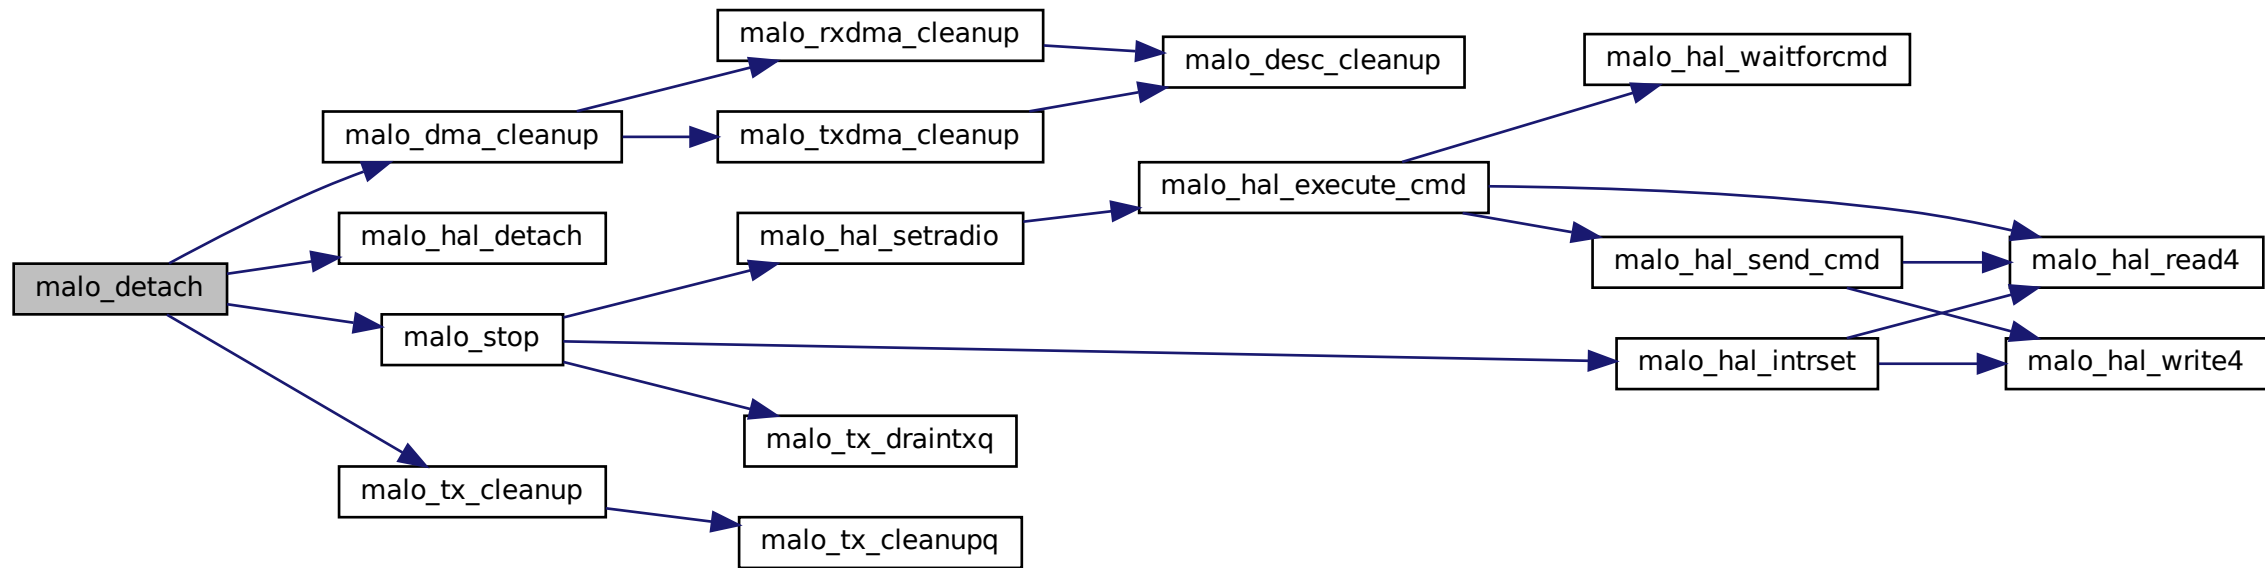 malo_rxdma_cleanup
malo_desc_cleanup
malo_hal_waitforcmd
malo_dma_cleanup
malo_txdma_cleanup
malo_hal_execute_cmd
malo_hal_detach
malo_hal_setradio
malo_hal_send_cmd
malo_hal_read4
malo_detach
malo_stop
malo_hal_intrset
malo_hal_write4
malo_tx_draintxq
malo_tx_cleanup
malo_tx_cleanupq